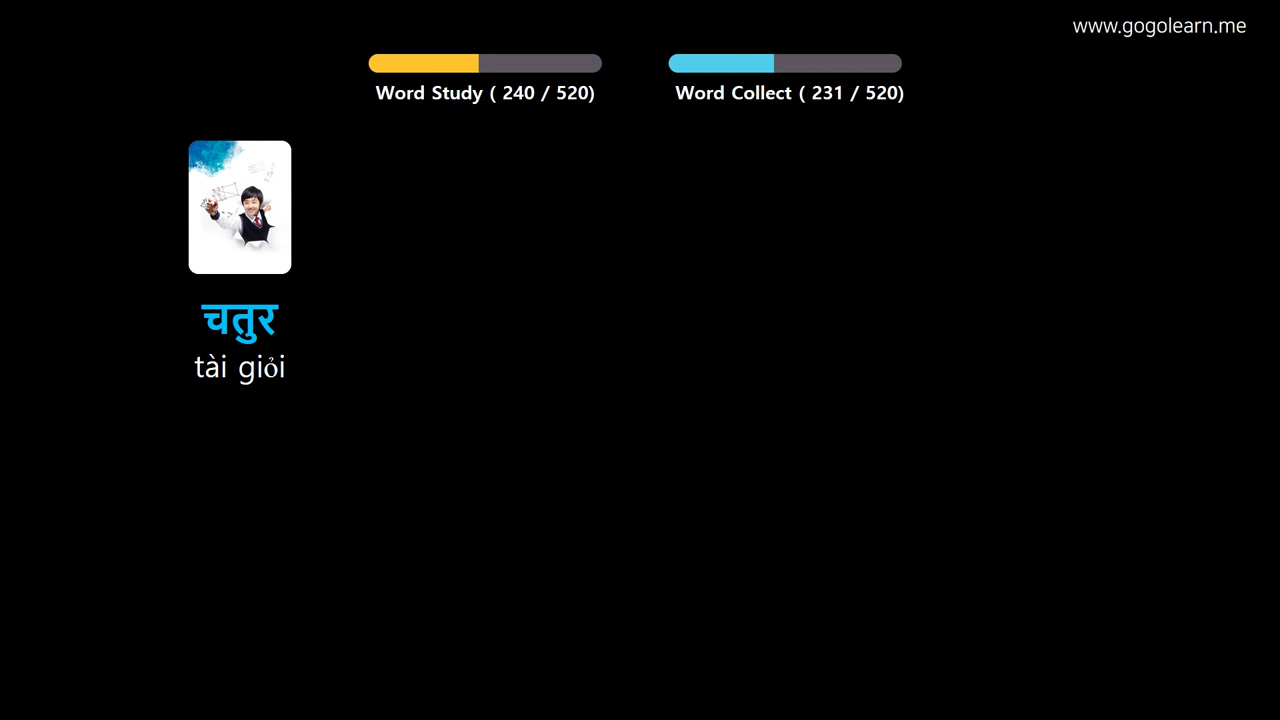 www.gogolearn.me
Word Study ( 240 / 520)
Word Collect ( 231 / 520)
चतुर
tài giỏi